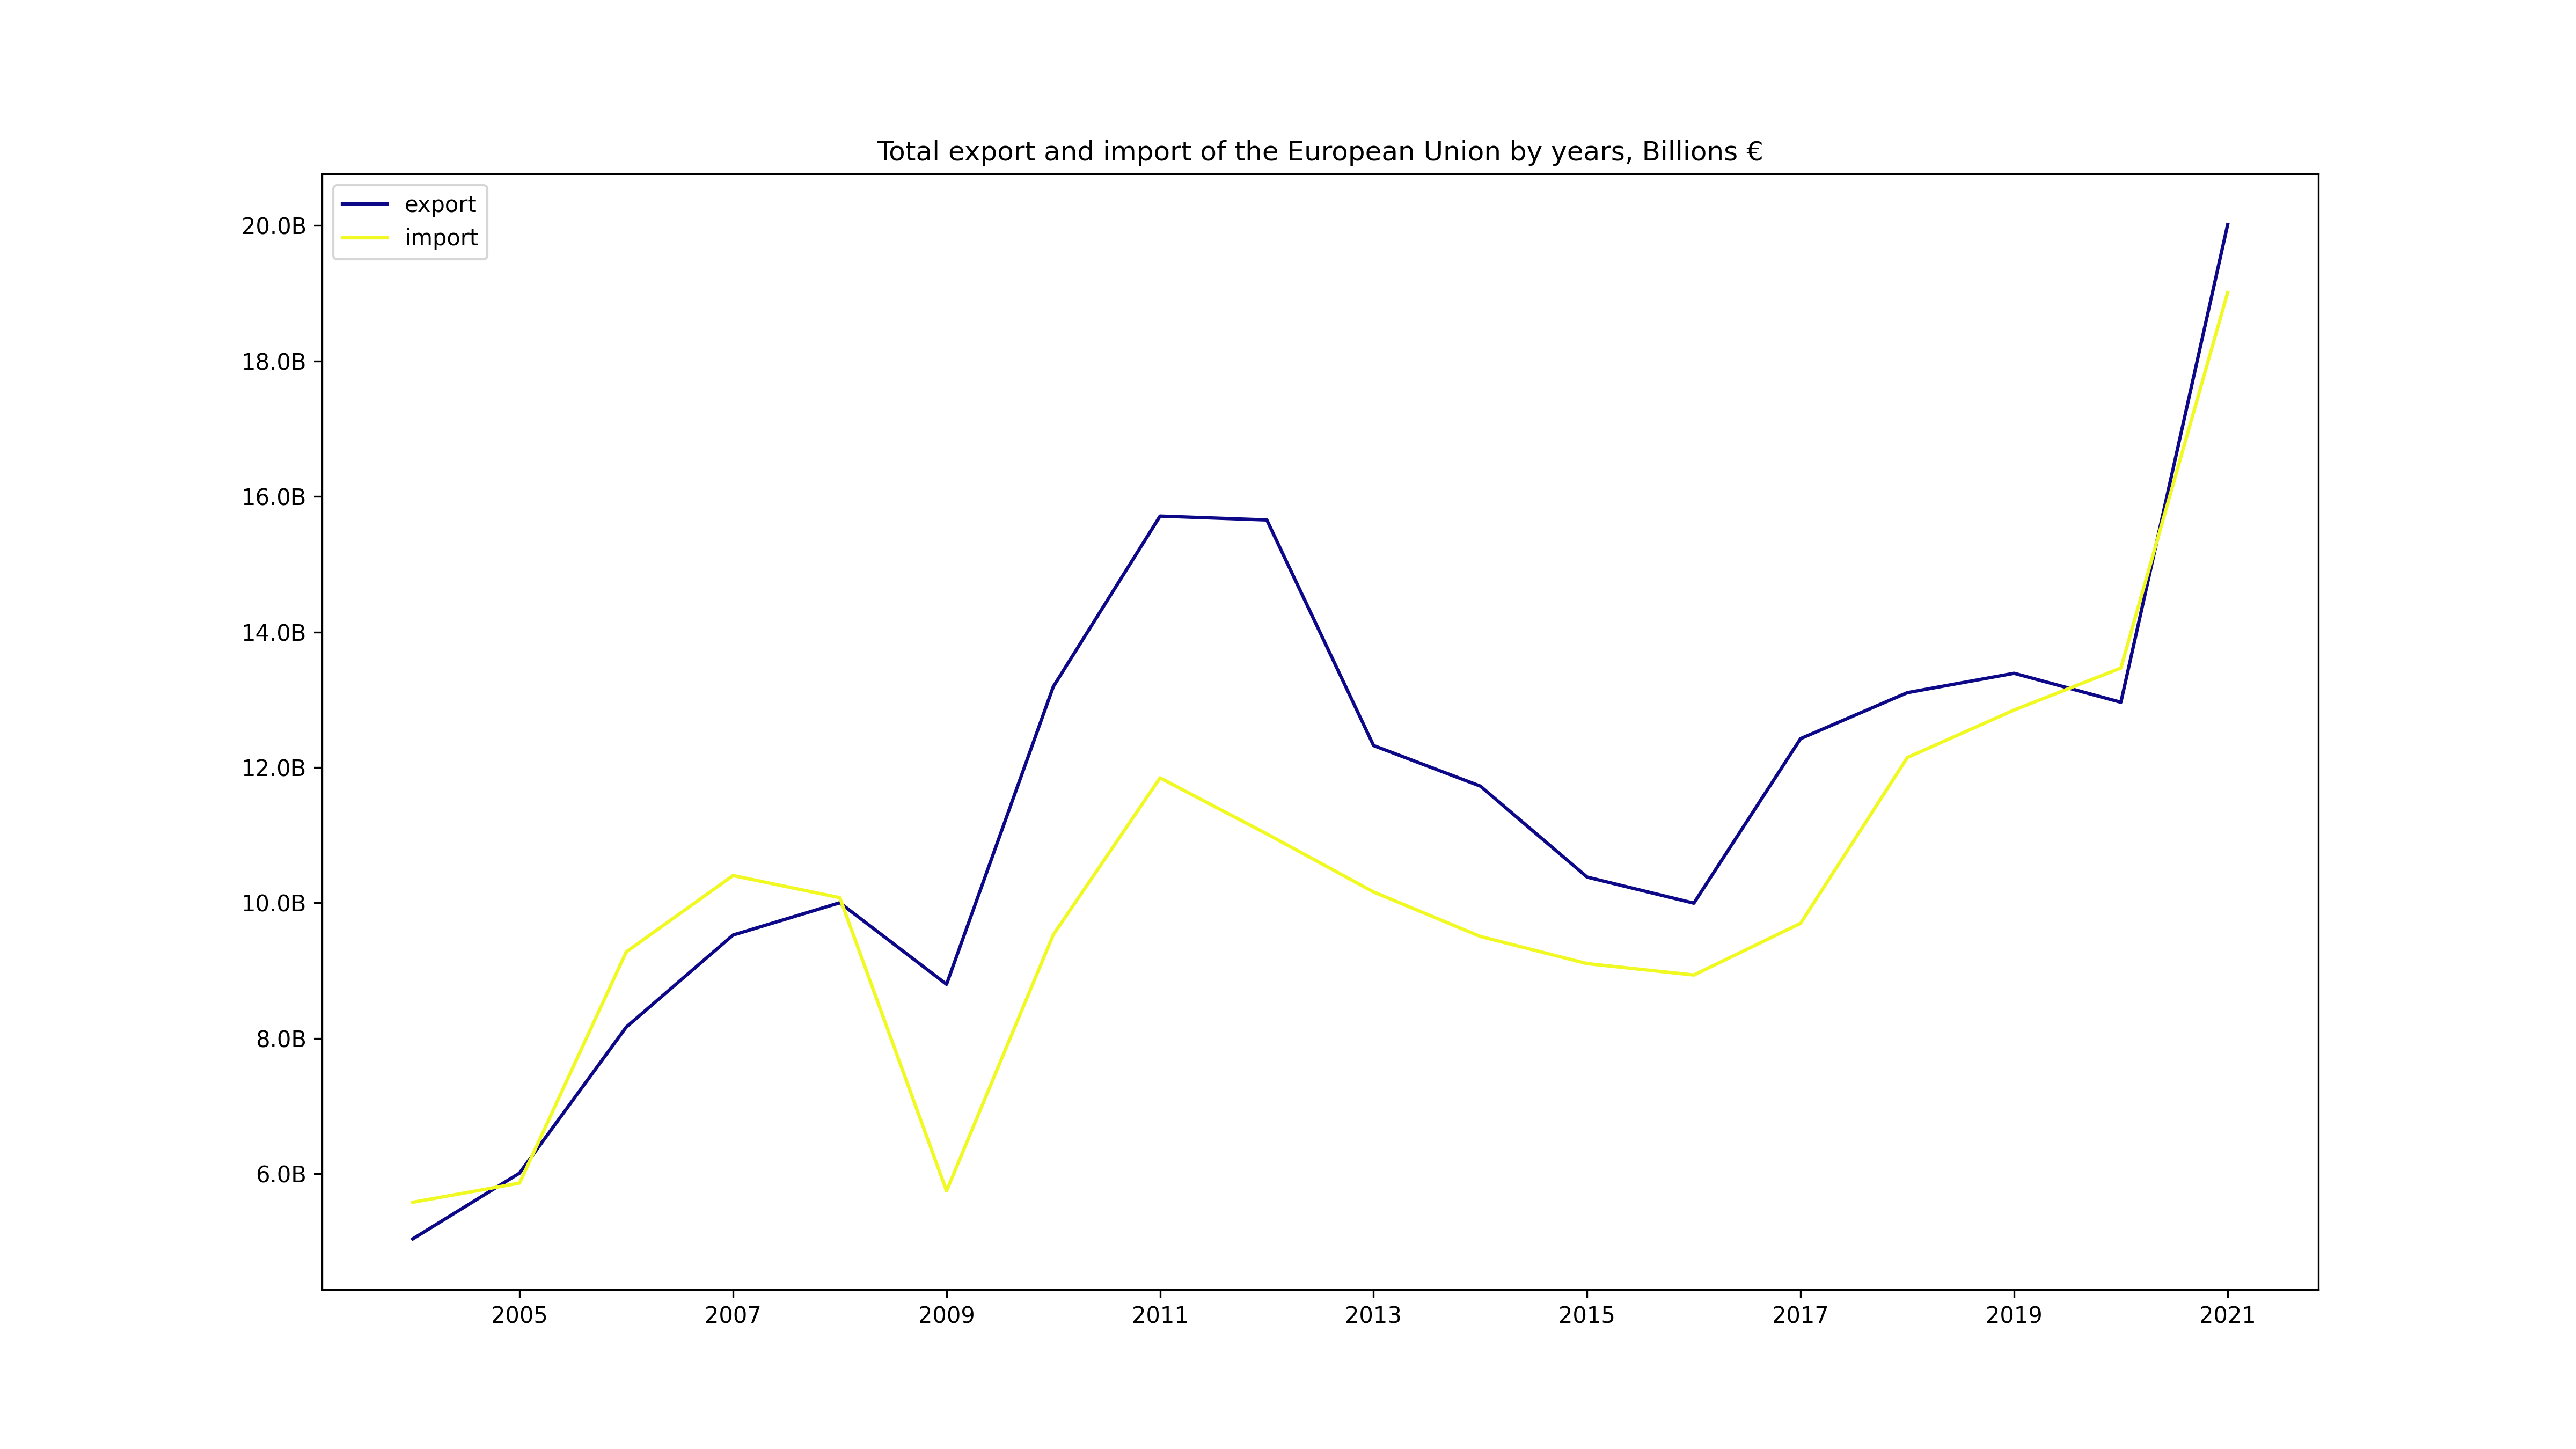 Total export and import of the European Union by years, Billions €
export
import
20.0B
18.0B
16.0B
14.0B
12.0B
10.0B
8.0B
6.0B
2005 2007 2009 2011 2013 2015 2017 2019 2021